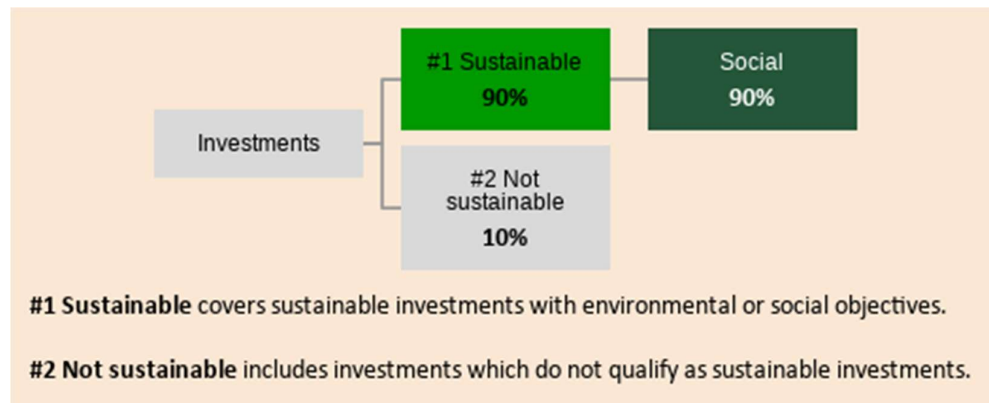 #1 Sustainable
90%
Social
90%
Investments
#2 Not
sustainable
10%
#1 Sustainable covers sustainable investments with environmental or social objectives.
#2 Not sustainable includes investments which do not qualify as sustainable investments.